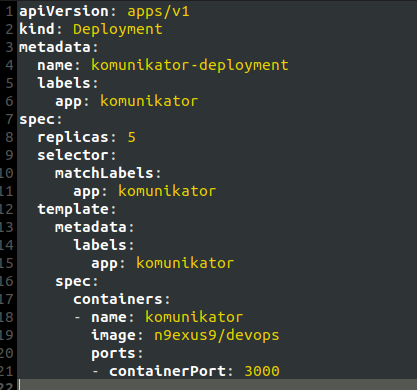 1 apiVersion: apps/v1
2 kind: Deployment
3 metadata:
4   name: komunikator-deployment
5   labels:
6     app: komunikator
7 spec:
8   replicas: 5
9   selector:
10     matchLabels:
11       app: komunikator
12   template:
13     metadata:
14       labels:
15         app: komunikator
16     spec:
17       containers:
18       - name: komunikator
19         image: n9exus9/devops
20         ports:
21         - containerPort: 3000
22